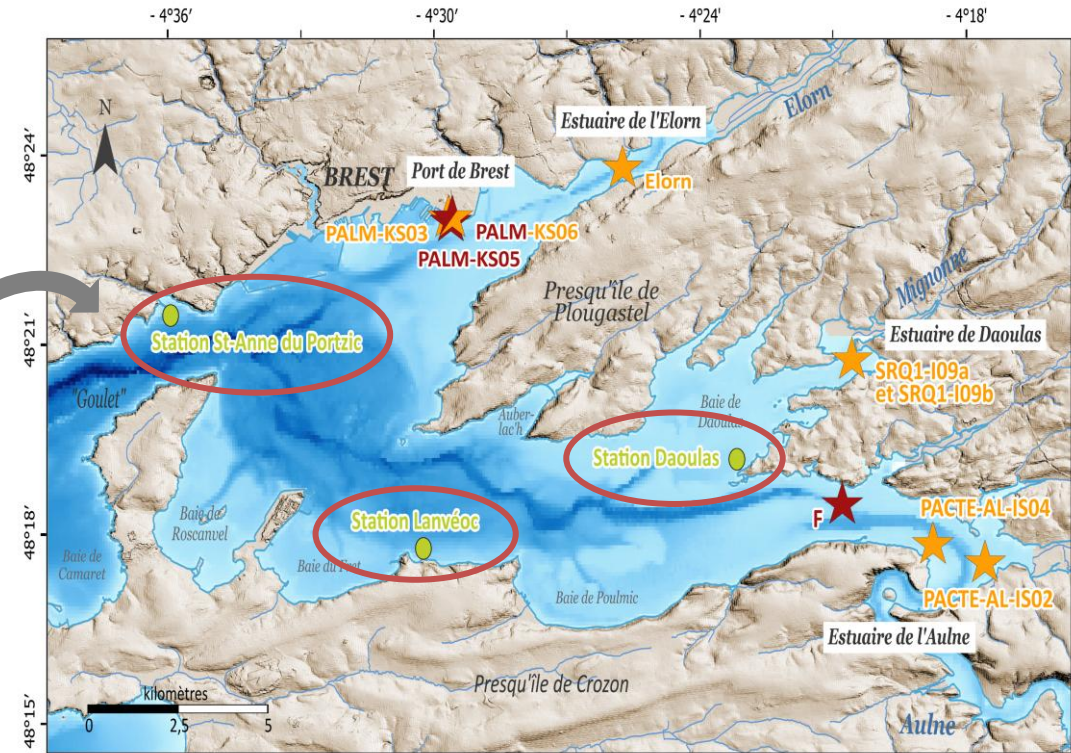 - 4°36'
- 4°30'
- 4°24'
- 4°18'
48°24'
48°21'
48°18'
48°15'
N
Estuaire de l'Elorn
Elorn
BREST
Port de Brest
Elorn
PALM-KS03
PALM-KS06
PALM-KS05
Presqu'île de
Plougastel
Mignonne
Station St-Anne du Portzic
Estuaire de Daoulas
SRQ1-I09a
et SRQ1-I09b
"Goulet"
Auber-
lac'h
Baie de
Daoulas
Station Daoulas
Baie de
Roscanvel
Station Lanvéoc
F
PACTE-AL-IS04
Baie de
Camaret
Baie du Fret
Baie de Poulmic
PACTE-AL-IS02
Estuaire de l'Aulne
Presqu'île de Crozon
kilomètres
0 2,5 5
Aulne